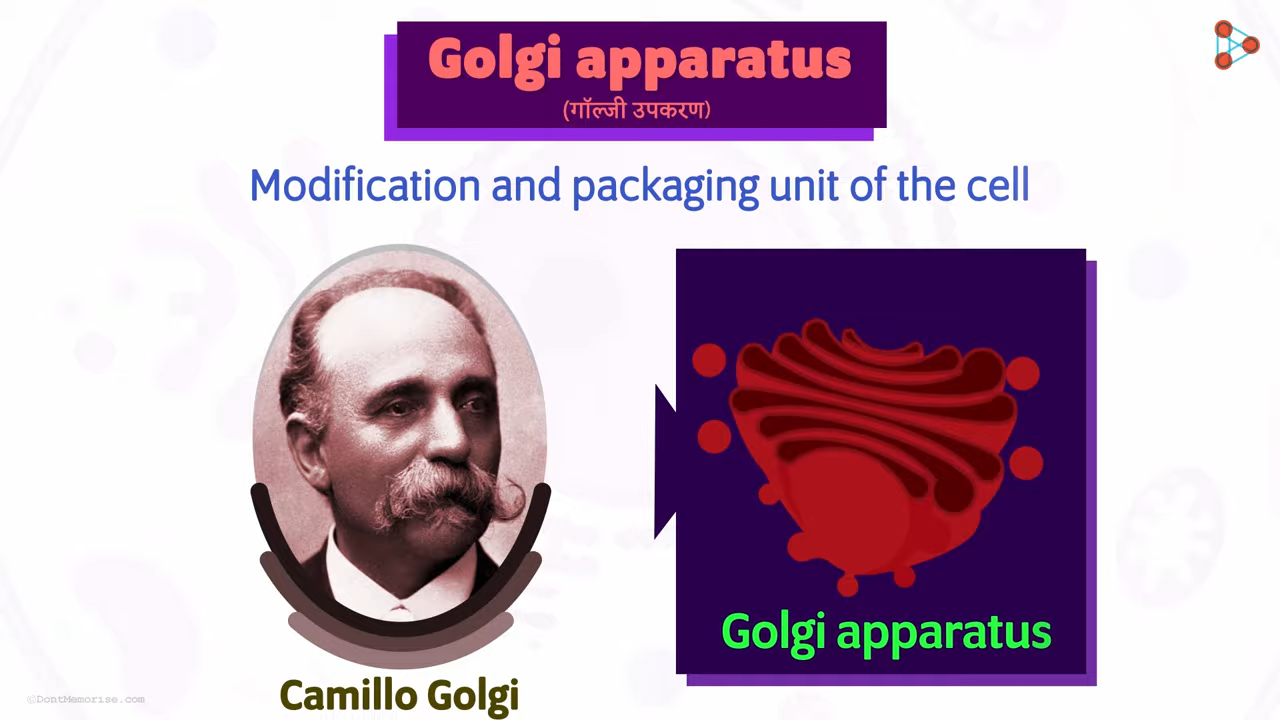 Golgi apparatus
(गॉल्जी उपकरण)
Modification and packaging unit of the cell
Golgi apparatus
Camillo Golgi
©DontMemorise.com